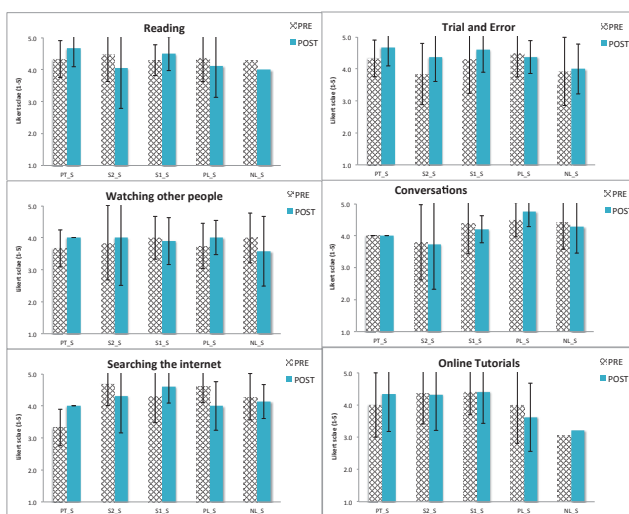 Reading
PRE
POST
Likert sclae (1-5)
5.0
4.0
3.0
2.0
1.0
PT_S S2_S S1_S PL_S NL_S
Trial and Error
PRE
POST
Likert sclae (1-5)
5.0
4.0
3.0
2.0
1.0
PT_S S2_S S1_S PL_S NL_S
Watching other people
PRE
POST
Likert sclae (1-5)
5.0
4.0
3.0
2.0
1.0
PT_S S2_S S1_S PL_S NL_S
Conversations
PRE
POST
Likert sclae (1-5)
5.0
4.0
3.0
2.0
1.0
PT_S S2_S S1_S PL_S NL_S
Searching the internet
PRE
POST
Likert sclae (1-5)
5.0
4.0
3.0
2.0
1.0
PT_S S2_S S1_S PL_S NL_S
Online Tutorials
PRE
POST
Likert sclae (1-5)
5.0
4.0
3.0
2.0
1.0
PT_S S2_S S1_S PL_S NL_S